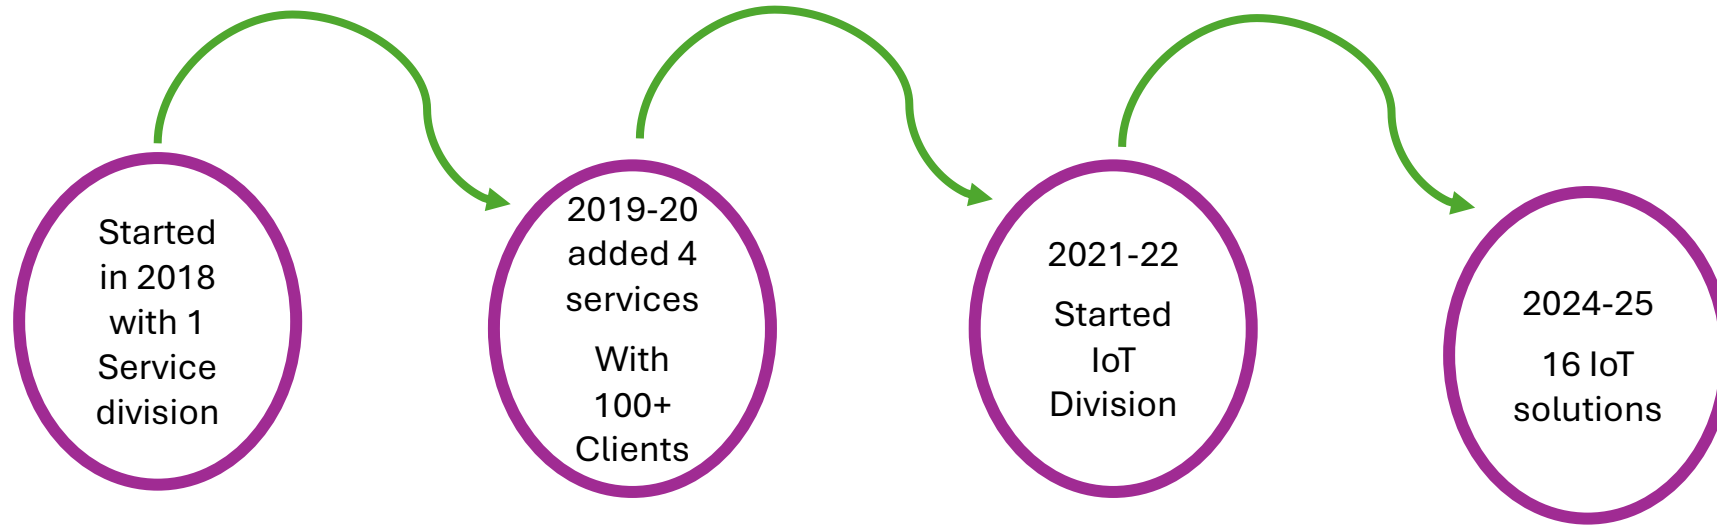 Started
in 2018
with 1
Service
division
2019-20
added 4
services
With
100+
Clients
2021-22
Started
IoT
Division
2024-25
16 IoT
solutions